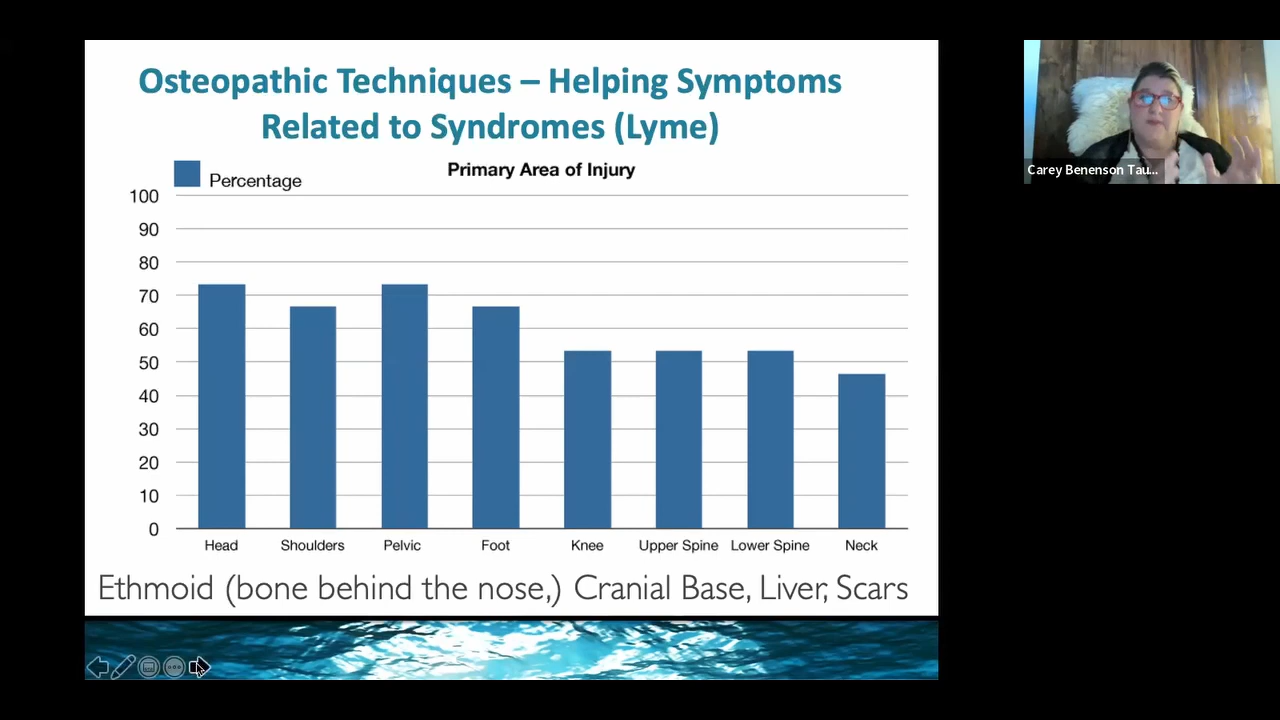 Osteopathic Techniques – Helping Symptoms
Related to Syndromes (Lyme)
Percentage
Primary Area of Injury
100
90
80
70
60
50
40
30
20
10
0
Head Shoulders Pelvic Foot Knee Upper Spine Lower Spine Neck
Ethmoid (bone behind the nose,) Cranial Base, Liver, Scars
Carey Benenson Tau...